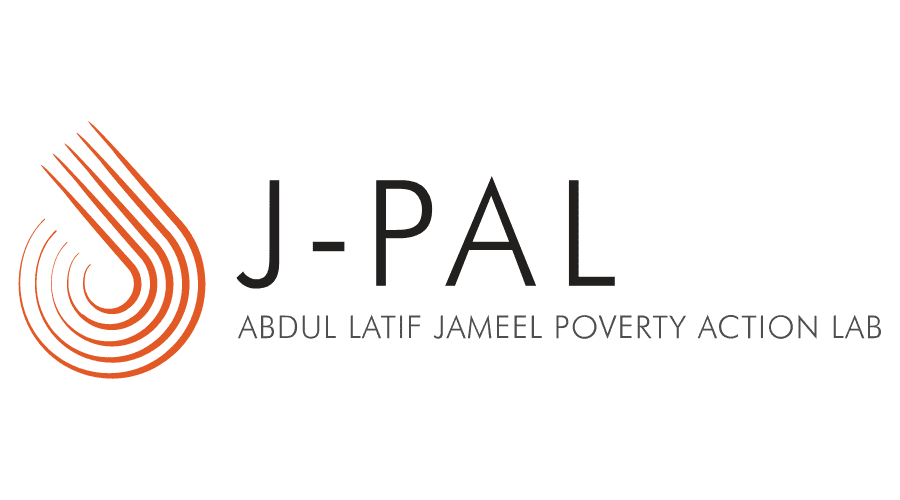 J-PAL
ABDUL LATIF JAMEEL POVERTY ACTION LAB